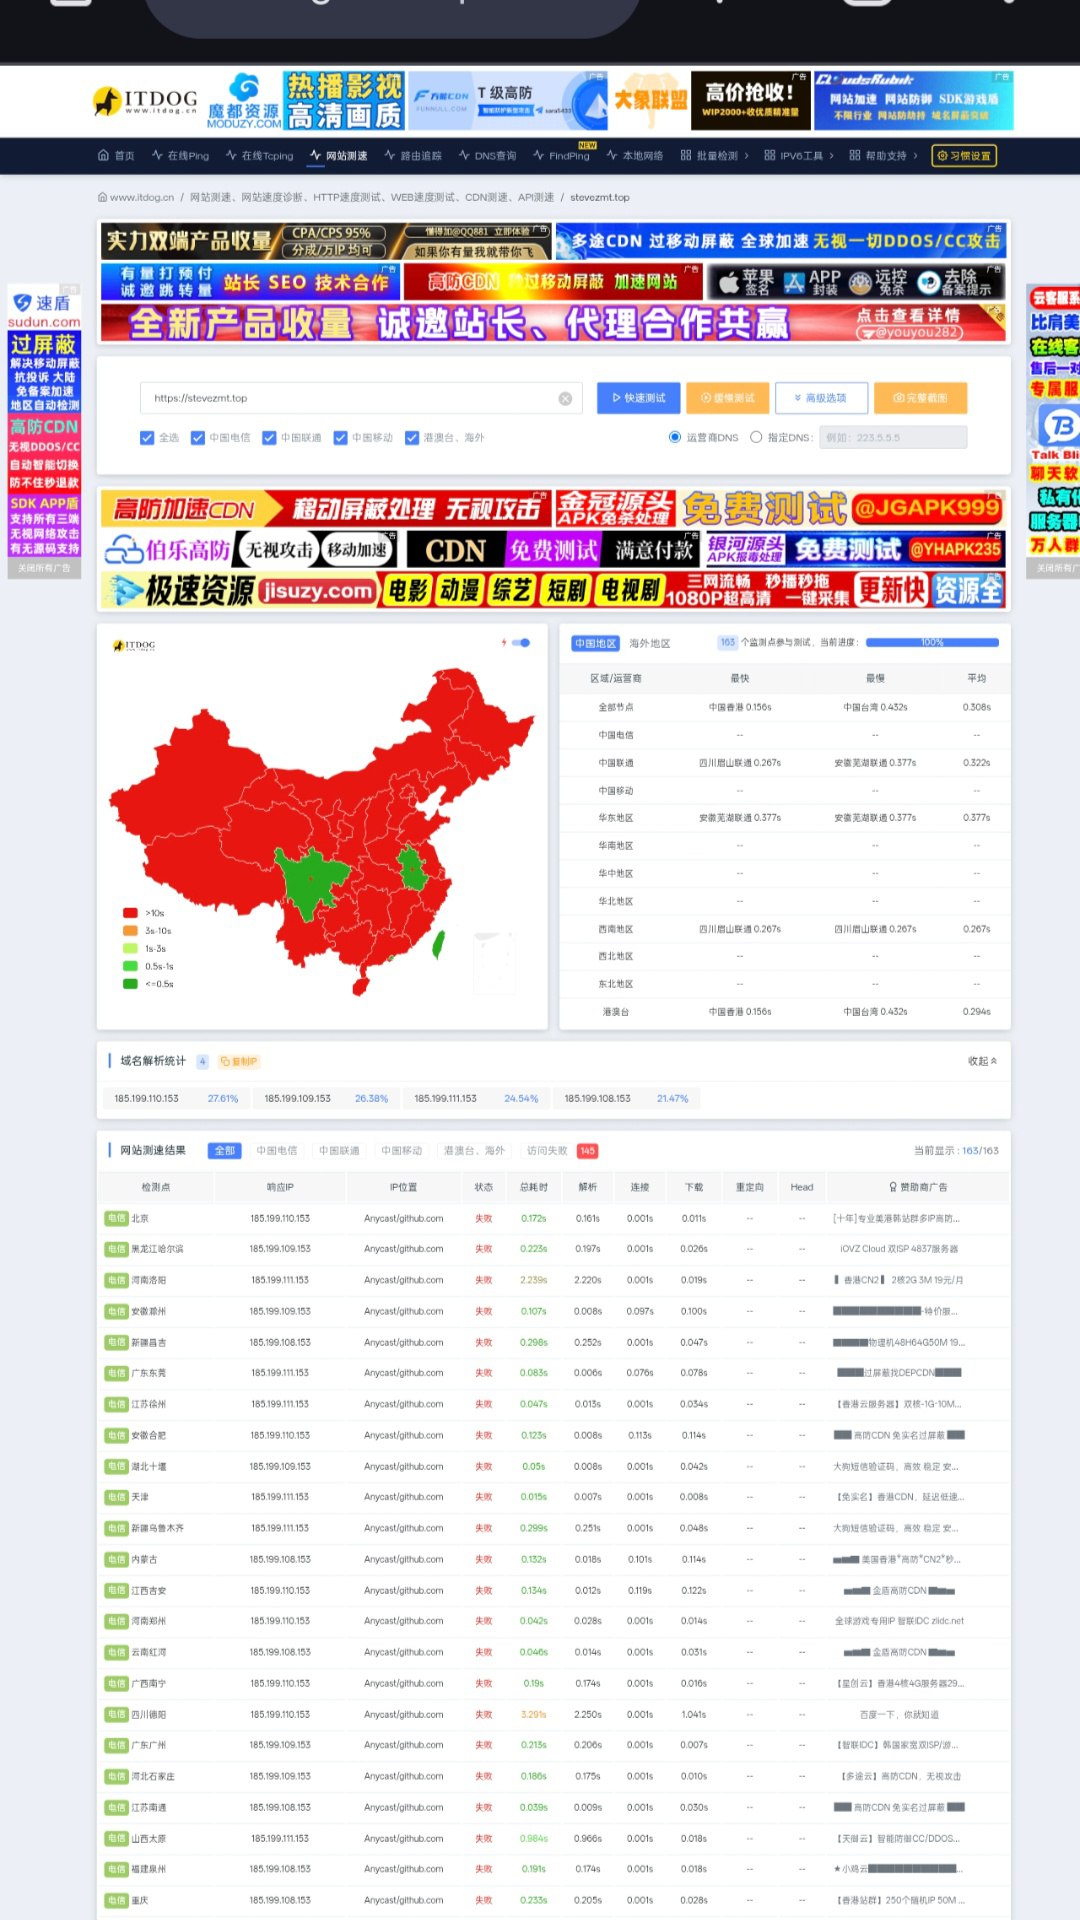 ITDOG
www.itdog.cn
魔都资源
MODUZY.COM
热播影视
高清画质
广告
方能CDN
FUNNULL.COM
T 级高防
广告
大象联盟
高价抢收!
WIP2000+收优质精准量
广告
CloudsRubik
网站加速 网站防御 SDK游戏盾
不限行业 网站防劫持 域名屏蔽突破
广告
首页 在线Ping 在线Tcping 网站测速 路由追踪 DNS查询 FindPing NEW 本地网络 批量检测 IPV6工具 帮助支持 习惯设置
www.itdog.cn / 网站测速、网站速度诊断、HTTP速度测试、WEB速度测试、CDN测速、API测速 / stevezmt.top
实力双端产品收量 CPA/CPS 95% 分成/万IP 均可 懂得加@QQ881 立即体验 如果你有量我就带你飞 广告
多途CDN 过移动屏蔽 全球加速 无视一切DDOS/CC攻击 广告
有量打预付 诚邀跳转量 站长 SEO 技术合作 广告
高防CDN 秒过移动屏蔽 加速网站 广告
苹果签名 APP封装 远控免杀 去除备案提示 广告
全新产品收量 诚邀站长、代理合作共赢 点击查看详情 @youyou282 广告
广告
速盾
sudun.com
过屏蔽
解决移动屏蔽
抗投诉 大陆
免备案加速
地区自动检测
高防CDN
无视DDOS/CC
自动智能切换
防不住秒退款
SDK APP盾
支持所有三端
无视网络攻击
有无源码支持
关闭所有广告
云客服系
比肩美
在线客
售后一对
专属服
Talk Bli
聊天软
私有化
服务器
万人群
关闭所有广
https://stevezmt.top 快速测试 缓慢测试 高级选项 完整截图
全选 中国电信 中国联通 中国移动 港澳台、海外 运营商DNS 指定DNS: 例如：223.5.5.5
高防加速CDN 移动屏蔽处理 无视攻击 广告
金冠源头 APK免杀处理 免费测试 @JGAPK999 广告
伯乐高防 无视攻击 移动加速 广告
CDN 免费测试 满意付款 广告
银河源头 APK报毒处理 免费测试 @YHAPK235 广告
极速资源 jisuzy.com 电影 动漫 综艺 短剧 电视剧 三网流畅 秒播秒拖 1080P超高清 一键采集 更新快 资源全 广告
ITDOG
>10s
3s-10s
1s-3s
0.5s-1s
<=0.5s
中国地区 海外地区 163 个监测点参与测试，当前进度： 100%
区域/运营商 最快 最慢 平均
全部节点 中国香港 0.156s 中国台湾 0.432s 0.308s
中国电信 -- -- --
中国联通 四川眉山联通 0.267s 安徽芜湖联通 0.377s 0.322s
中国移动 -- -- --
华东地区 安徽芜湖联通 0.377s 安徽芜湖联通 0.377s 0.377s
华南地区 -- -- --
华中地区 -- -- --
华北地区 -- -- --
西南地区 四川眉山联通 0.267s 四川眉山联通 0.267s 0.267s
西北地区 -- -- --
东北地区 -- -- --
港澳台 中国香港 0.156s 中国台湾 0.432s 0.294s
域名解析统计 4 复制IP 收起
185.199.110.153 27.61% 185.199.109.153 26.38% 185.199.111.153 24.54% 185.199.108.153 21.47%
网站测速结果 全部 中国电信 中国联通 中国移动 港澳台、海外 访问失败 145 当前显示：163/163
检测点 响应IP IP位置 状态 总耗时 解析 连接 下载 重定向 Head 赞助商广告
电信 北京 185.199.110.153 Anycast/github.com 失败 0.172s 0.161s 0.001s 0.011s -- -- [十年]专业美港韩站群多IP高防...
电信 黑龙江哈尔滨 185.199.109.153 Anycast/github.com 失败 0.223s 0.197s 0.001s 0.026s -- -- iOVZ Cloud 双ISP 4837服务器
电信 河南洛阳 185.199.111.153 Anycast/github.com 失败 2.239s 2.220s 0.001s 0.019s -- -- ▌香港CN2▌ 2核2G 3M 19元/月
电信 安徽滁州 185.199.110.153 Anycast/github.com 失败 0.107s 0.008s 0.097s 0.100s -- -- -特价服...
电信 新疆昌吉 185.199.108.153 Anycast/github.com 失败 0.298s 0.252s 0.001s 0.047s -- -- 物理机48H64G50M 19...
电信 广东东莞 185.199.111.153 Anycast/github.com 失败 0.083s 0.006s 0.076s 0.078s -- -- 过屏蔽找DEPCDN
电信 江苏徐州 185.199.111.153 Anycast/github.com 失败 0.047s 0.013s 0.001s 0.034s -- -- 【香港云服务器】双核-1G-10M...
电信 安徽合肥 185.199.110.153 Anycast/github.com 失败 0.123s 0.008s 0.113s 0.114s -- -- 高防CDN 免实名过屏蔽
电信 湖北十堰 185.199.109.153 Anycast/github.com 失败 0.05s 0.008s 0.001s 0.042s -- -- 大狗短信验证码，高效 稳定 安...
电信 天津 185.199.111.153 Anycast/github.com 失败 0.015s 0.007s 0.001s 0.008s -- -- 【免实名】香港CDN，延迟低速...
电信 新疆乌鲁木齐 185.199.111.153 Anycast/github.com 失败 0.299s 0.251s 0.001s 0.048s -- -- 大狗短信验证码，高效 稳定 安...
电信 内蒙古 185.199.108.153 Anycast/github.com 失败 0.132s 0.018s 0.101s 0.114s -- -- 美国香港*高防*CN2*秒...
电信 江西吉安 185.199.110.153 Anycast/github.com 失败 0.134s 0.012s 0.119s 0.122s -- -- 金盾高防CDN
电信 河南郑州 185.199.110.153 Anycast/github.com 失败 0.042s 0.028s 0.001s 0.014s -- -- 全球游戏专用IP 智联IDC zlidc.net
电信 云南红河 185.199.108.153 Anycast/github.com 失败 0.046s 0.014s 0.001s 0.031s -- -- 金盾高防CDN
电信 广西南宁 185.199.110.153 Anycast/github.com 失败 0.19s 0.174s 0.001s 0.016s -- -- 【星创云】香港4核4G服务器29...
电信 四川德阳 185.199.110.153 Anycast/github.com 失败 3.291s 2.250s 0.001s 1.041s -- -- 百度一下，你就知道
电信 广东广州 185.199.109.153 Anycast/github.com 失败 0.213s 0.206s 0.001s 0.007s -- -- 【智联IDC】韩国家宽双ISP/游...
电信 河北石家庄 185.199.109.153 Anycast/github.com 失败 0.186s 0.175s 0.001s 0.010s -- -- 【多途云】高防CDN，无视攻击
电信 江苏南通 185.199.108.153 Anycast/github.com 失败 0.039s 0.009s 0.001s 0.030s -- -- 高防CDN 免实名过屏蔽
电信 山西太原 185.199.111.153 Anycast/github.com 失败 0.984s 0.966s 0.001s 0.018s -- -- 【天御云】智能防御CC/DDOS...
电信 福建泉州 185.199.108.153 Anycast/github.com 失败 0.191s 0.174s 0.001s 0.018s -- -- ★小鸡云...
电信 重庆 185.199.108.153 Anycast/github.com 失败 0.233s 0.205s 0.001s 0.028s -- -- 【香港站群】250个随机IP 50M ...